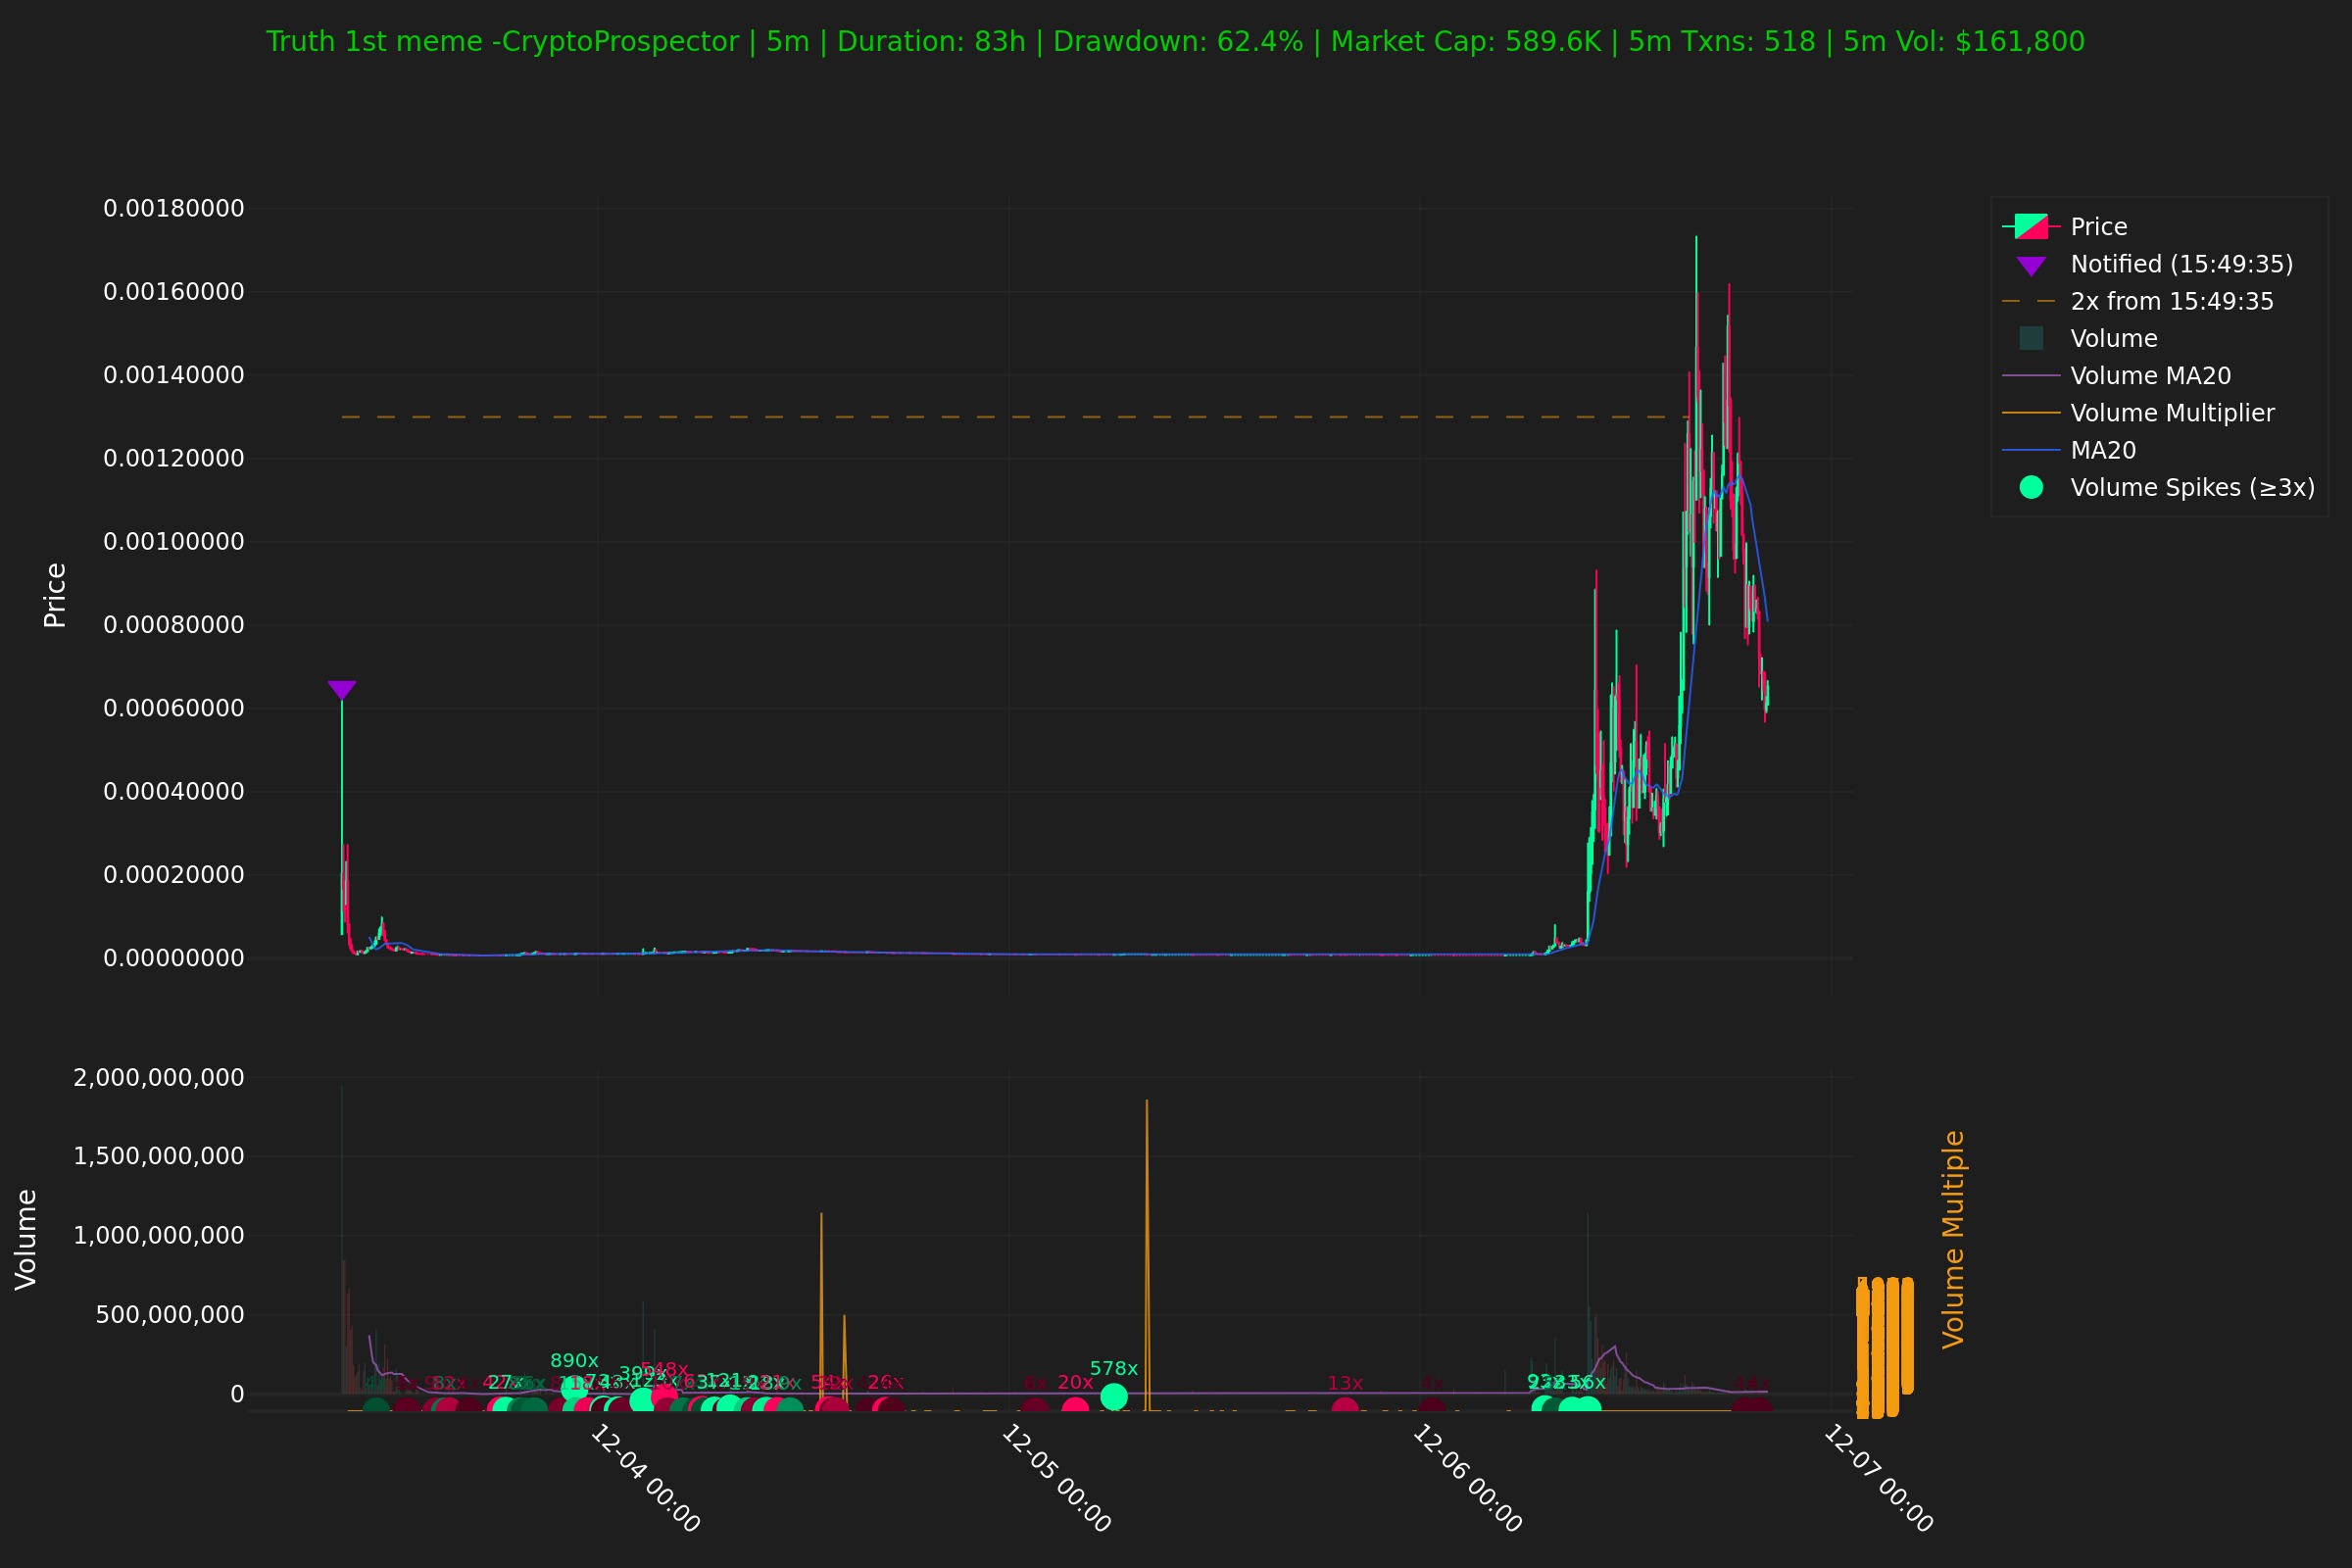 Truth 1st meme -CryptoProspector | 5m | Duration: 83h | Drawdown: 62.4% | Market Cap: 589.6K | 5m Txns: 518 | 5m Vol: $161,800
Price
0.00180000
0.00160000
0.00140000
0.00120000
0.00100000
0.00080000
0.00060000
0.00040000
0.00020000
0.00000000
Price
Notified (15:49:35)
2x from 15:49:35
Volume
Volume MA20
Volume Multiplier
MA20
Volume Spikes (≥3x)
Volume
2,000,000,000
1,500,000,000
1,000,000,000
500,000,000
0
890x
399x
548x
27x
26x
20x
578x
13x
56x
Volume Multiple
12-04 00:00
12-05 00:00
12-06 00:00
12-07 00:00